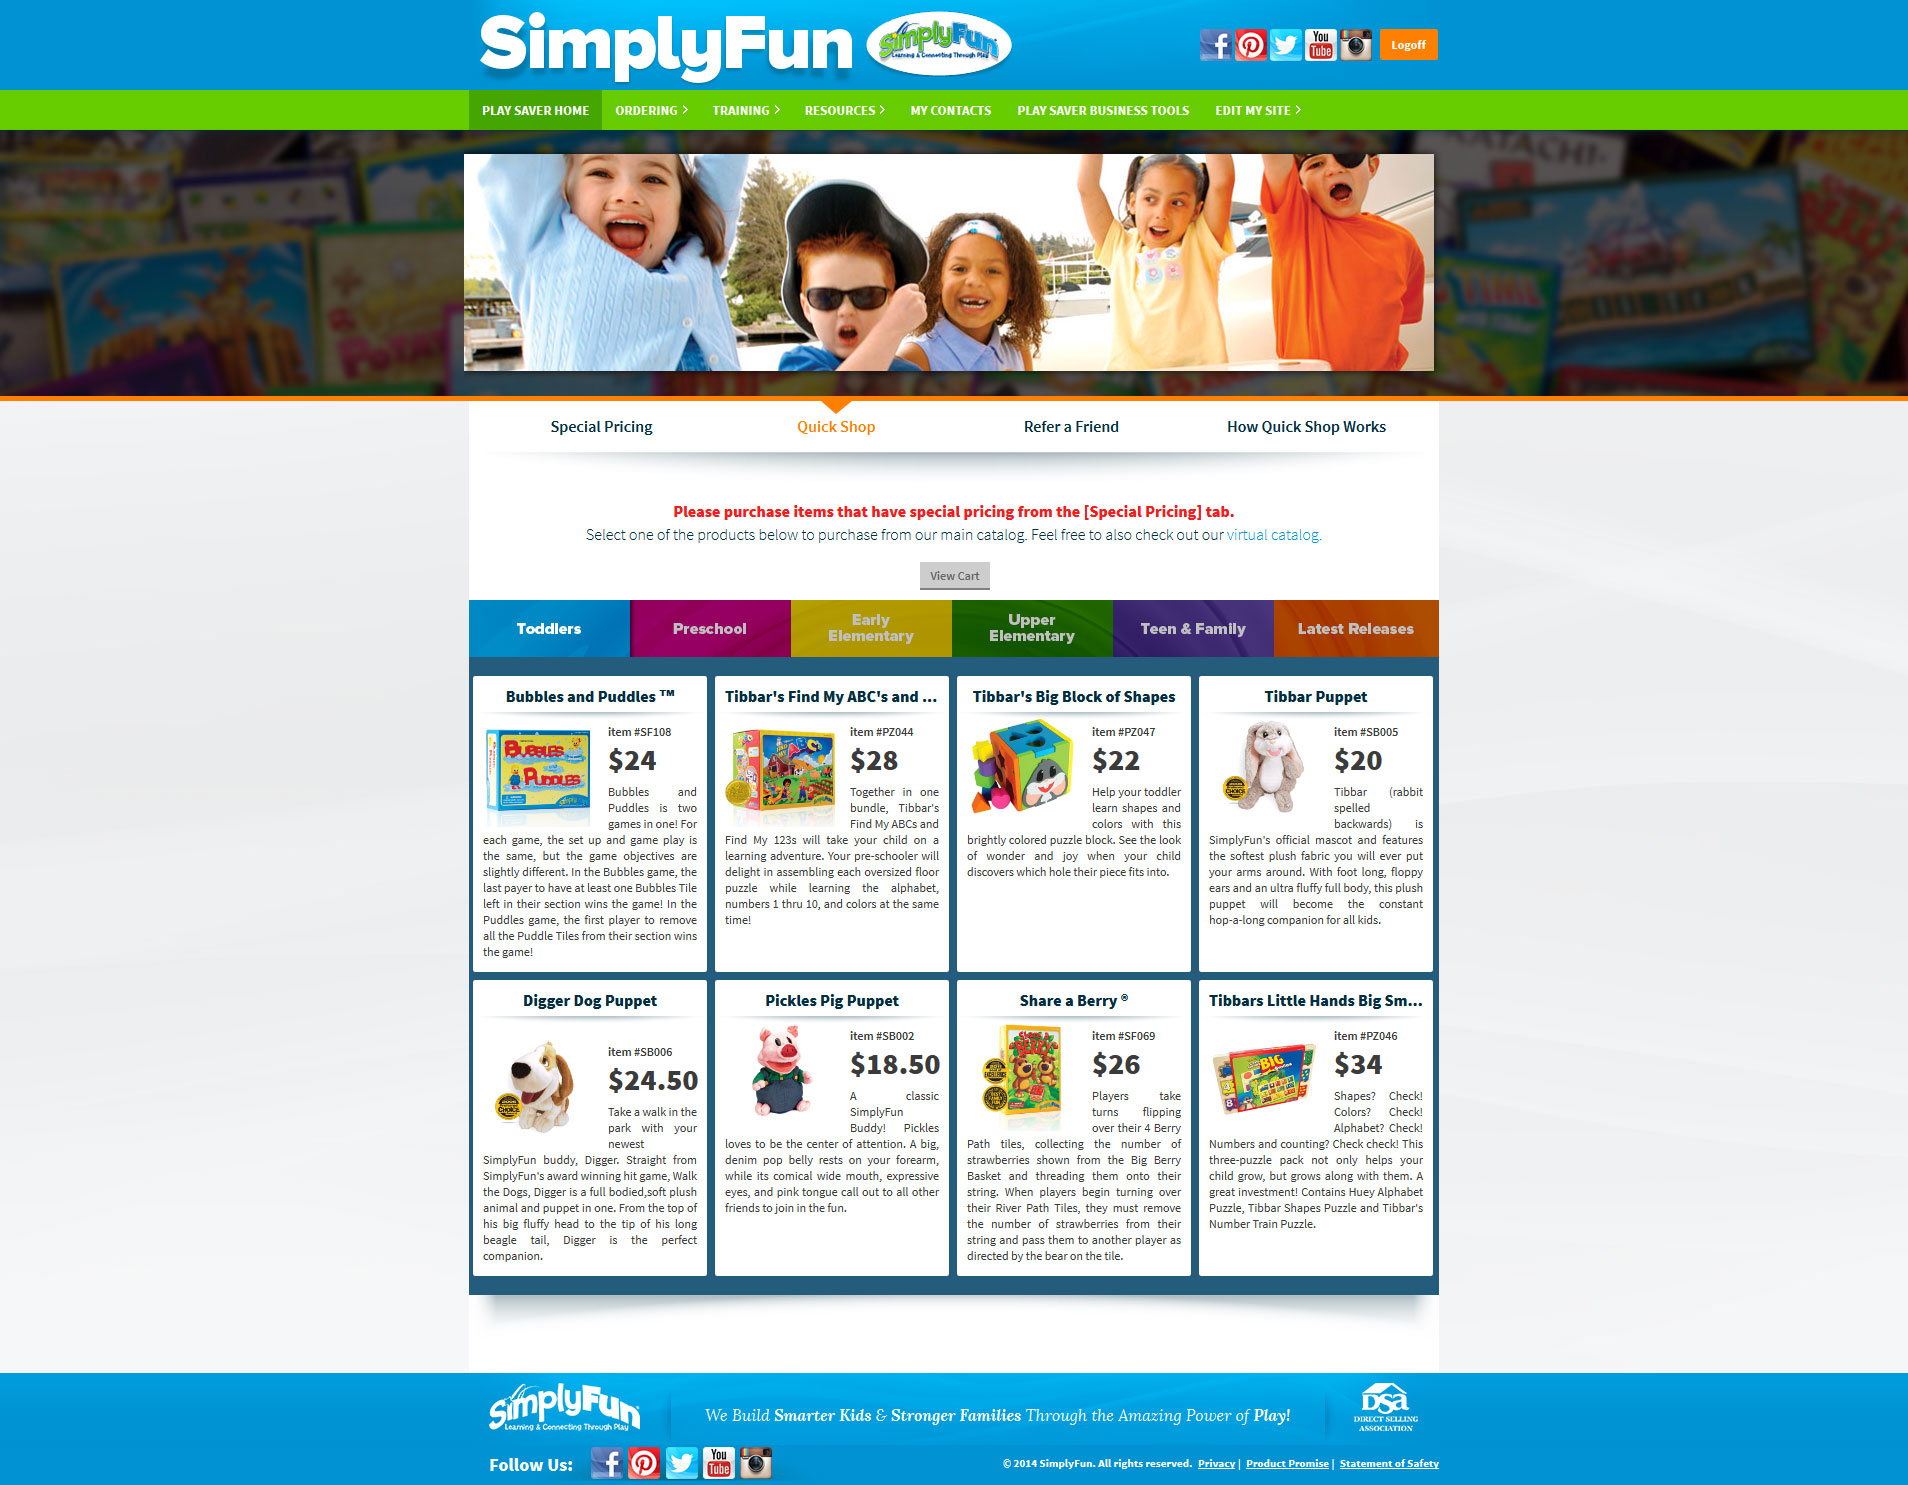 SimplyFun
SimplyFun
Learning & Connecting Through Play
You
Tube
Logoff
PLAY SAVER HOME
ORDERING
TRAINING
RESOURCES
MY CONTACTS
PLAY SAVER BUSINESS TOOLS
EDIT MY SITE
Special Pricing
Quick Shop
Refer a Friend
How Quick Shop Works
Please purchase items that have special pricing from the [Special Pricing] tab.
Select one of the products below to purchase from our main catalog. Feel free to also check out our virtual catalog.
View Cart
Toddlers
Preschool
Early
Elementary
Upper
Elementary
Teen & Family
Latest Releases
Bubbles and Puddles ™
BUBBLES
PUDDLES
item #SF108
$24
Bubbles and
Puddles is two
games in one! For
each game, the set up and game play is
the same, but the game objectives are
slightly different. In the Bubbles game, the
last payer to have at least one Bubbles Tile
left in their section wins the game! In the
Puddles game, the first player to remove
all the Puddle Tiles from their section wins
the game!
Tibbar's Find My ABC's and ...
item #PZ044
$28
Together in one
bundle, Tibbar's
Find My ABCs and
Find My 123s will take your child on a
learning adventure. Your pre-schooler will
delight in assembling each oversized floor
puzzle while learning the alphabet,
numbers 1 thru 10, and colors at the same
time!
Tibbar's Big Block of Shapes
item #PZ047
$22
Help your toddler
learn shapes and
colors with this
brightly colored puzzle block. See the look
of wonder and joy when your child
discovers which hole their piece fits into.
Tibbar Puppet
CHOICE
item #SB005
$20
Tibbar (rabbit
spelled
backwards) is
SimplyFun's official mascot and features
the softest plush fabric you will ever put
your arms around. With foot long, floppy
ears and an ultra fluffy full body, this plush
puppet will become the constant
hop-a-long companion for all kids.
Digger Dog Puppet
CHOICE
item #SB006
$24.50
Take a walk in the
park with your
newest
SimplyFun buddy, Digger. Straight from
SimplyFun's award winning hit game, Walk
the Dogs, Digger is a full bodied,soft plush
animal and puppet in one. From the top of
his big fluffy head to the tip of his long
beagle tail, Digger is the perfect
companion.
Pickles Pig Puppet
item #SB002
$18.50
A classic
SimplyFun
Buddy! Pickles
loves to be the center of attention. A big,
denim pop belly rests on your forearm,
while its comical wide mouth, expressive
eyes, and pink tongue call out to all other
friends to join in the fun.
Share a Berry ®
Share a
BERRY
item #SF069
$26
Players take
turns flipping
over their 4 Berry
Path tiles, collecting the number of
strawberries shown from the Big Berry
Basket and threading them onto their
string. When players begin turning over
their River Path Tiles, they must remove
the number of strawberries from their
string and pass them to another player as
directed by the bear on the tile.
Tibbars Little Hands Big Sm...
BIG
item #PZ046
$34
Shapes? Check!
Colors? Check!
Alphabet? Check!
Numbers and counting? Check check! This
three-puzzle pack not only helps your
child grow, but grows along with them. A
great investment! Contains Huey Alphabet
Puzzle, Tibbar Shapes Puzzle and Tibbar's
Number Train Puzzle.
SimplyFun
Learning & Connecting Through Play
We Build Smarter Kids & Stronger Families Through the Amazing Power of Play!
DSA
DIRECT SELLING
ASSOCIATION
Follow Us:
You
Tube
© 2014 SimplyFun. All rights reserved. Privacy | Product Promise | Statement of Safety